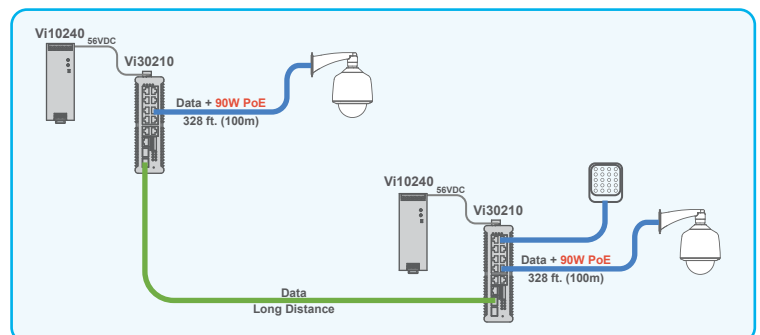 Vi10240
56VDC
Vi30210
Data + 90W PoE
328 ft. (100m)
Vi10240
56VDC
Vi30210
Data + 90W PoE
328 ft. (100m)
Data
Long Distance